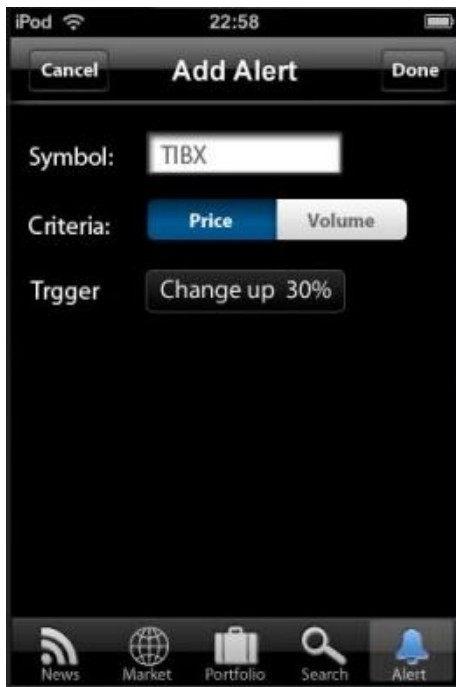 iPod 22:58
Cancel Add Alert Done
Symbol: TIBX
Criteria: Price Volume
Trgger Change up 30%
News Market Portfolio Search Alert